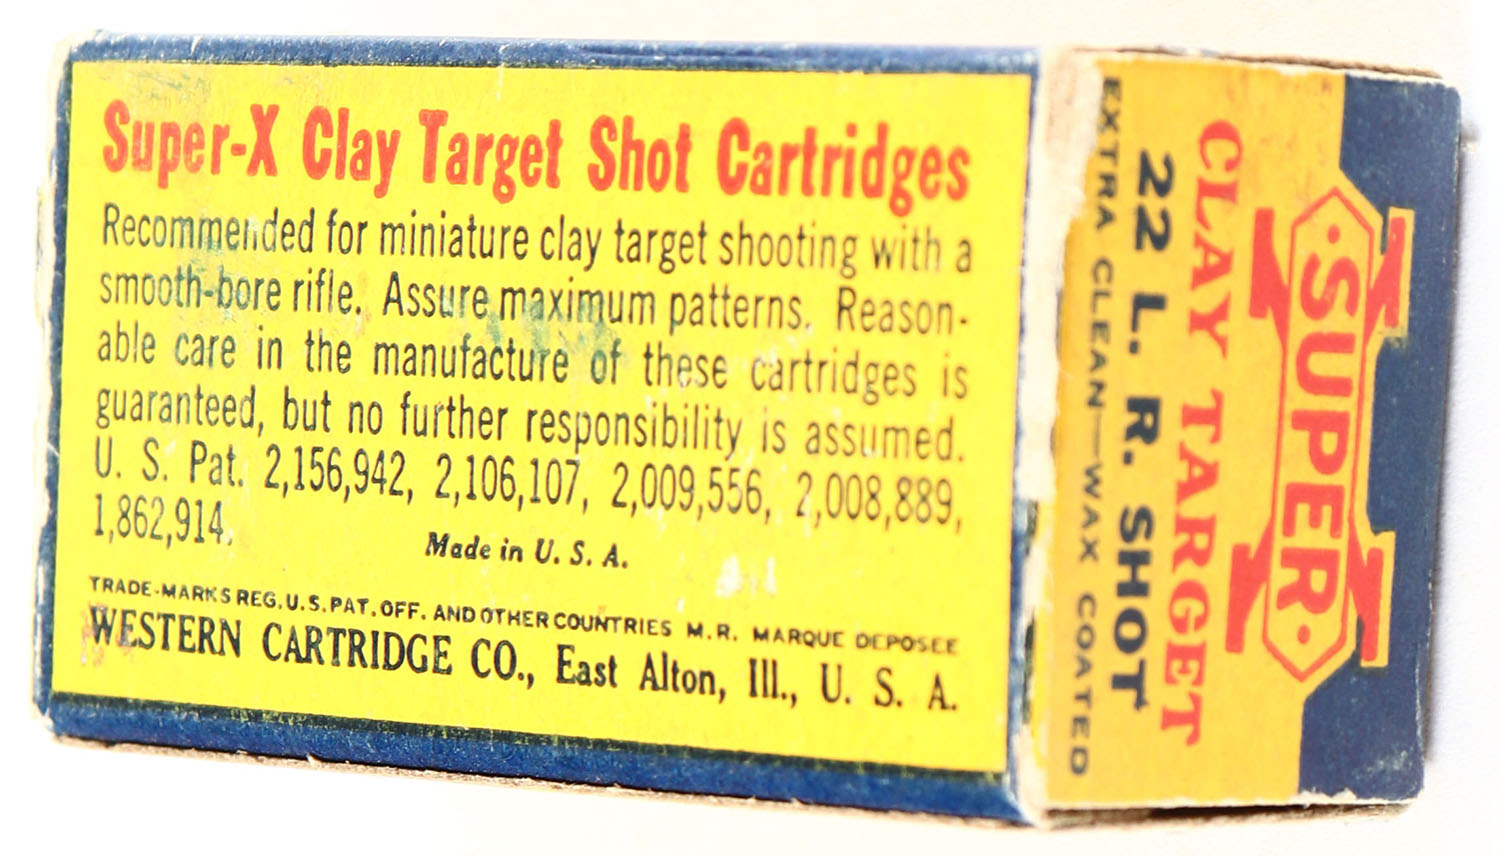 Super-X Clay Target Shot Cartridges
Recommended for miniature clay target shooting with a
smooth-bore rifle. Assure maximum patterns. Reason-
able care in the manufacture of these cartridges is
guaranteed, but no further responsibility is assumed.
U. S. Pat. 2,156,942, 2,106,107, 2,009,556, 2,008,889,
1,862,914.
Made in U. S. A.
TRADE-MARKS REG. U.S. PAT. OFF. AND OTHER COUNTRIES M.R. MARQUE DEPOSEE
WESTERN CARTRIDGE CO., East Alton, Ill., U. S. A.
·SUPER·
X
CLAY TARGET
22 L. R. SHOT
EXTRA CLEAN—WAX COATED